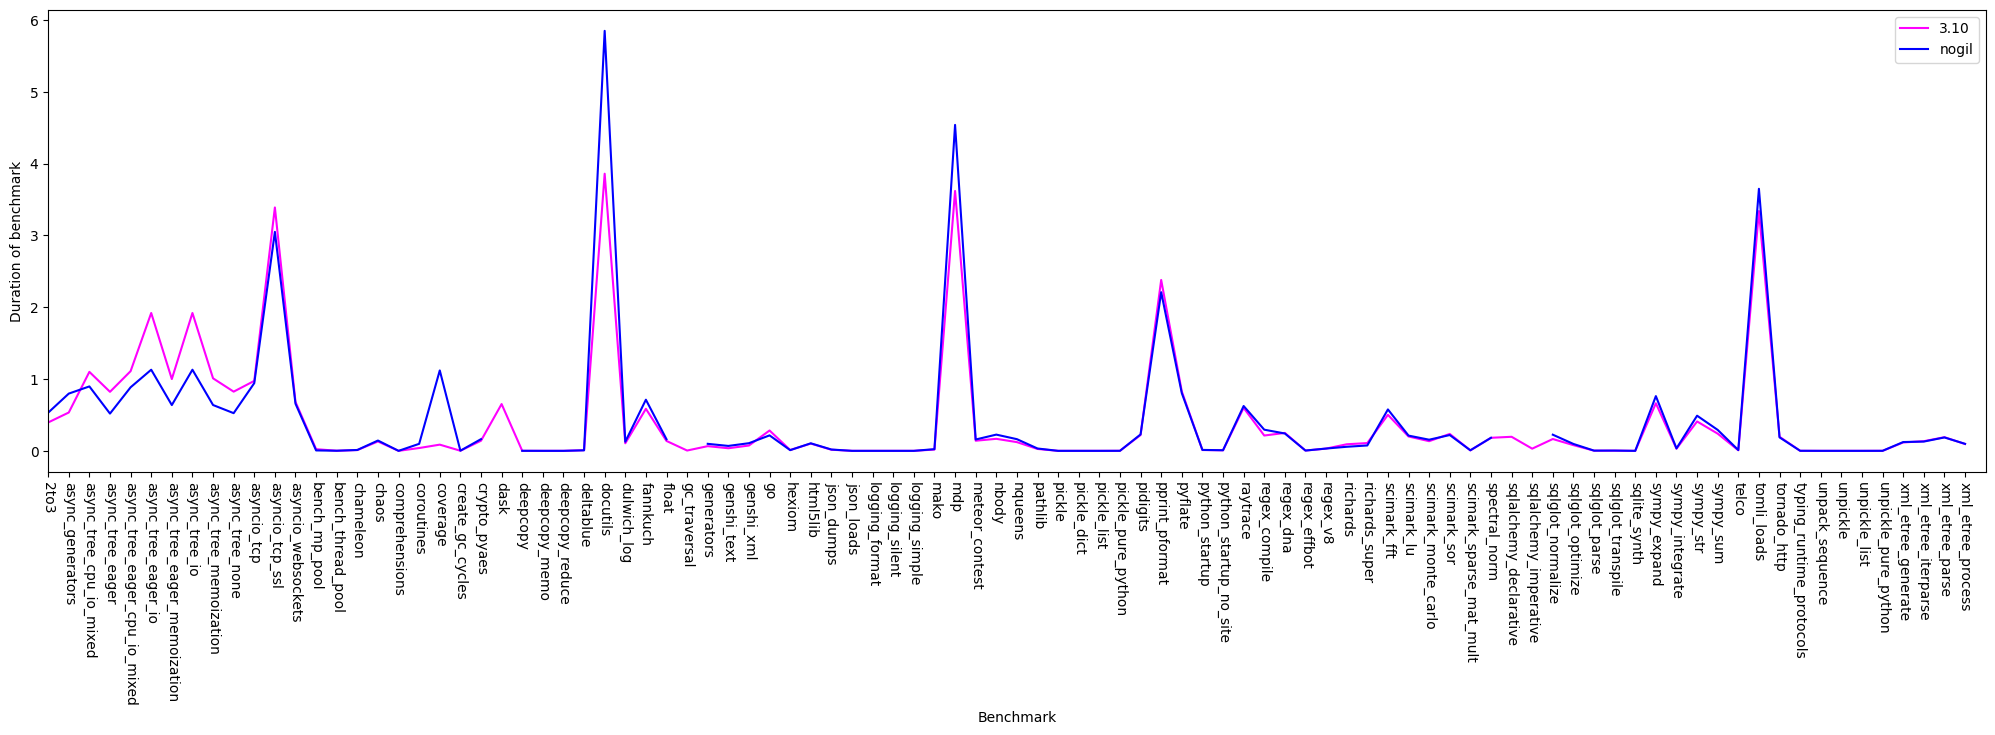 6
5
4
3
2
1
0
Duration of benchmark
3.10
nogil
2to3
async_generators
async_tree_cpu_io_mixed
async_tree_eager
async_tree_eager_cpu_io_mixed
async_tree_eager_io
async_tree_eager_memoization
async_tree_io
async_tree_memoization
async_tree_none
asyncio_tcp
asyncio_tcp_ssl
asyncio_websockets
bench_mp_pool
bench_thread_pool
chameleon
chaos
comprehensions
coroutines
coverage
create_gc_cycles
crypto_pyaes
dask
deepcopy
deepcopy_memo
deepcopy_reduce
deltablue
docutils
dulwich_log
fannkuch
float
gc_traversal
generators
genshi_text
genshi_xml
go
hexiom
html5lib
json_dumps
json_loads
logging_format
logging_silent
logging_simple
mako
mdp
meteor_contest
nbody
nqueens
pathlib
pickle
pickle_dict
pickle_list
pickle_pure_python
pidigits
pprint_pformat
pyflate
python_startup
python_startup_no_site
raytrace
regex_compile
regex_dna
regex_effbot
regex_v8
richards
richards_super
scimark_fft
scimark_lu
scimark_monte_carlo
scimark_sor
scimark_sparse_mat_mult
spectral_norm
sqlalchemy_declarative
sqlalchemy_imperative
sqlglot_normalize
sqlglot_optimize
sqlglot_parse
sqlglot_transpile
sqlite_synth
sympy_expand
sympy_integrate
sympy_str
sympy_sum
telco
tomli_loads
tornado_http
typing_runtime_protocols
unpack_sequence
unpickle
unpickle_list
unpickle_pure_python
xml_etree_generate
xml_etree_iterparse
xml_etree_parse
xml_etree_process
Benchmark